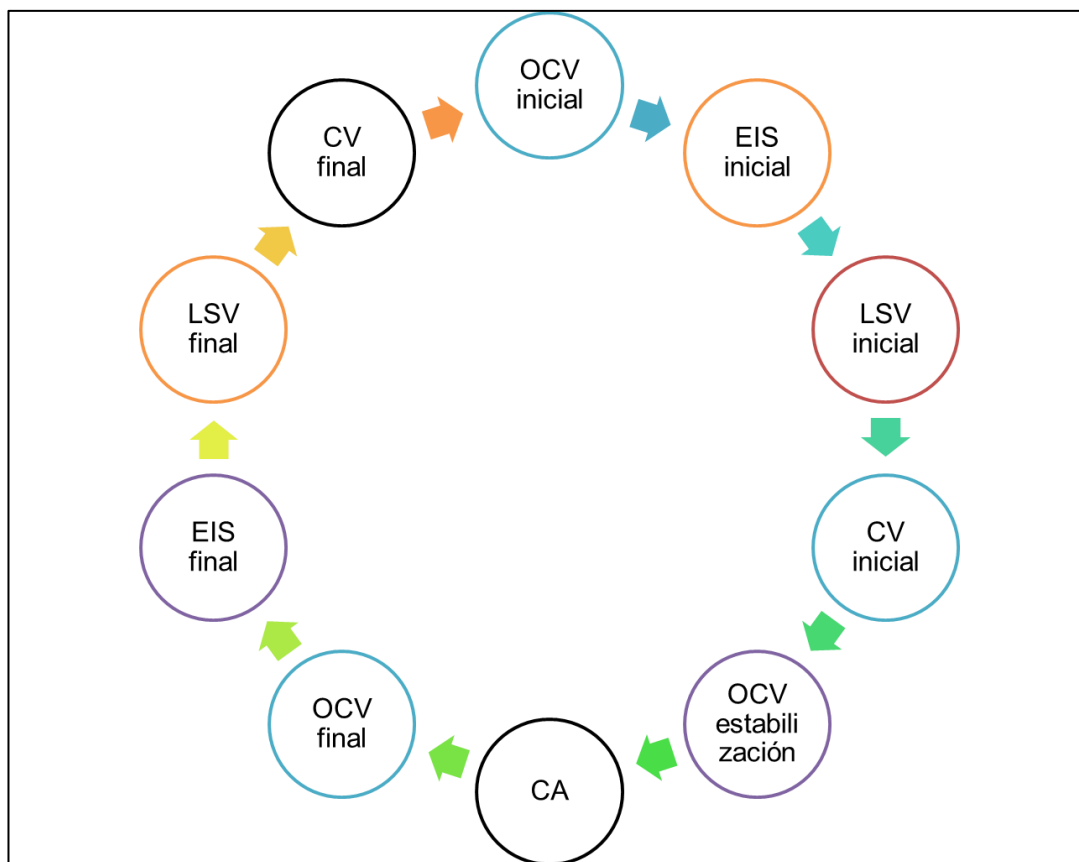 OCV
inicial
EIS
inicial
LSV
inicial
CV
inicial
OCV
estabili
zación
CA
OCV
final
EIS
final
LSV
final
CV
final